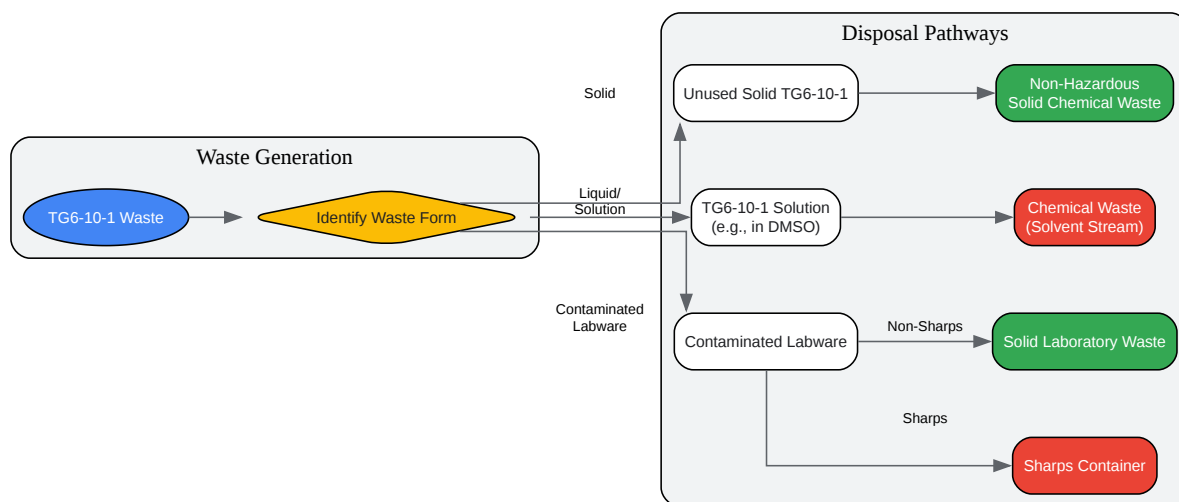 Disposal Pathways
Solid
Unused Solid TG6-10-1
Non-Hazardous
Solid Chemical Waste
Waste Generation
TG6-10-1 Waste
Identify Waste Form
Liquid/
Solution
TG6-10-1 Solution
(e.g., in DMSO)
Chemical Waste
(Solvent Stream)
Contaminated
Labware
Contaminated Labware
Non-Sharps
Solid Laboratory Waste
Sharps
Sharps Container